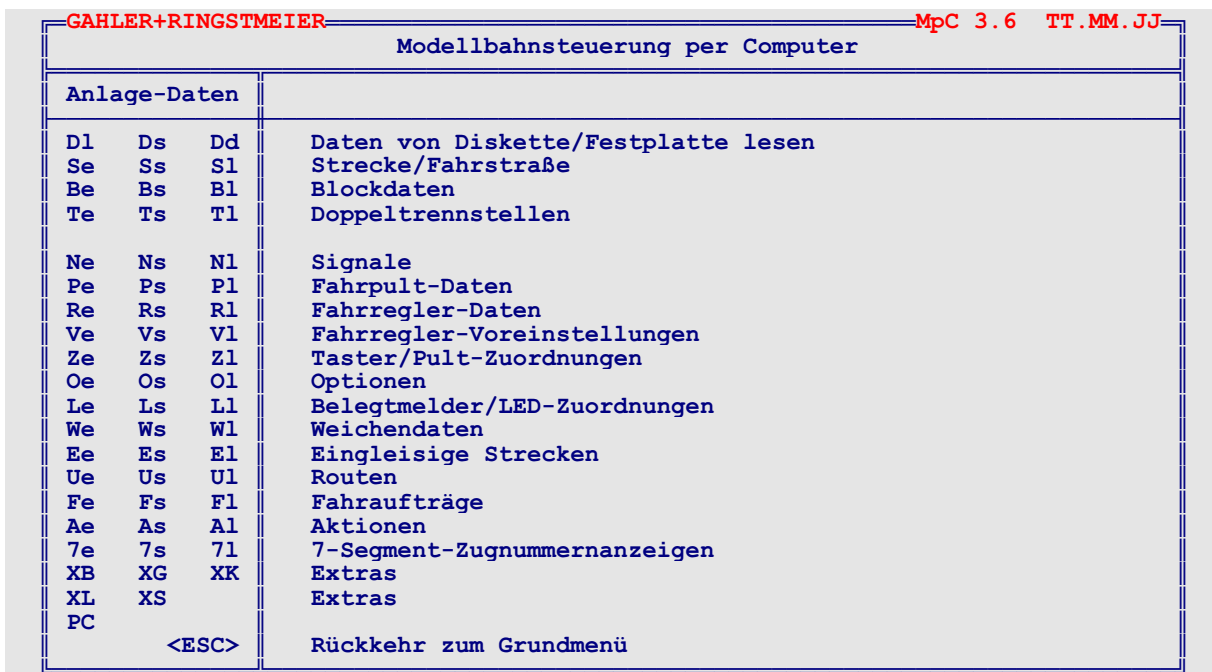 GAHLER+RINGSTMEIER MpC 3.6 TT.MM.JJ
Modellbahnsteuerung per Computer
Anlage-Daten
Dl Ds Dd Daten von Diskette/Festplatte lesen
Se Ss Sl Strecke/Fahrstraße
Be Bs Bl Blockdaten
Te Ts Tl Doppeltrennstellen
Ne Ns Nl Signale
Pe Ps Pl Fahrpult-Daten
Re Rs Rl Fahrregler-Daten
Ve Vs Vl Fahrregler-Voreinstellungen
Ze Zs Zl Taster/Pult-Zuordnungen
Oe Os Ol Optionen
Le Ls Ll Belegtmelder/LED-Zuordnungen
We Ws Wl Weichendaten
Ee Es El Eingleisige Strecken
Ue Us Ul Routen
Fe Fs Fl Fahraufträge
Ae As Al Aktionen
7e 7s 7l 7-Segment-Zugnummernanzeigen
XB XG XK Extras
XL XS Extras
PC
<ESC> Rückkehr zum Grundmenü